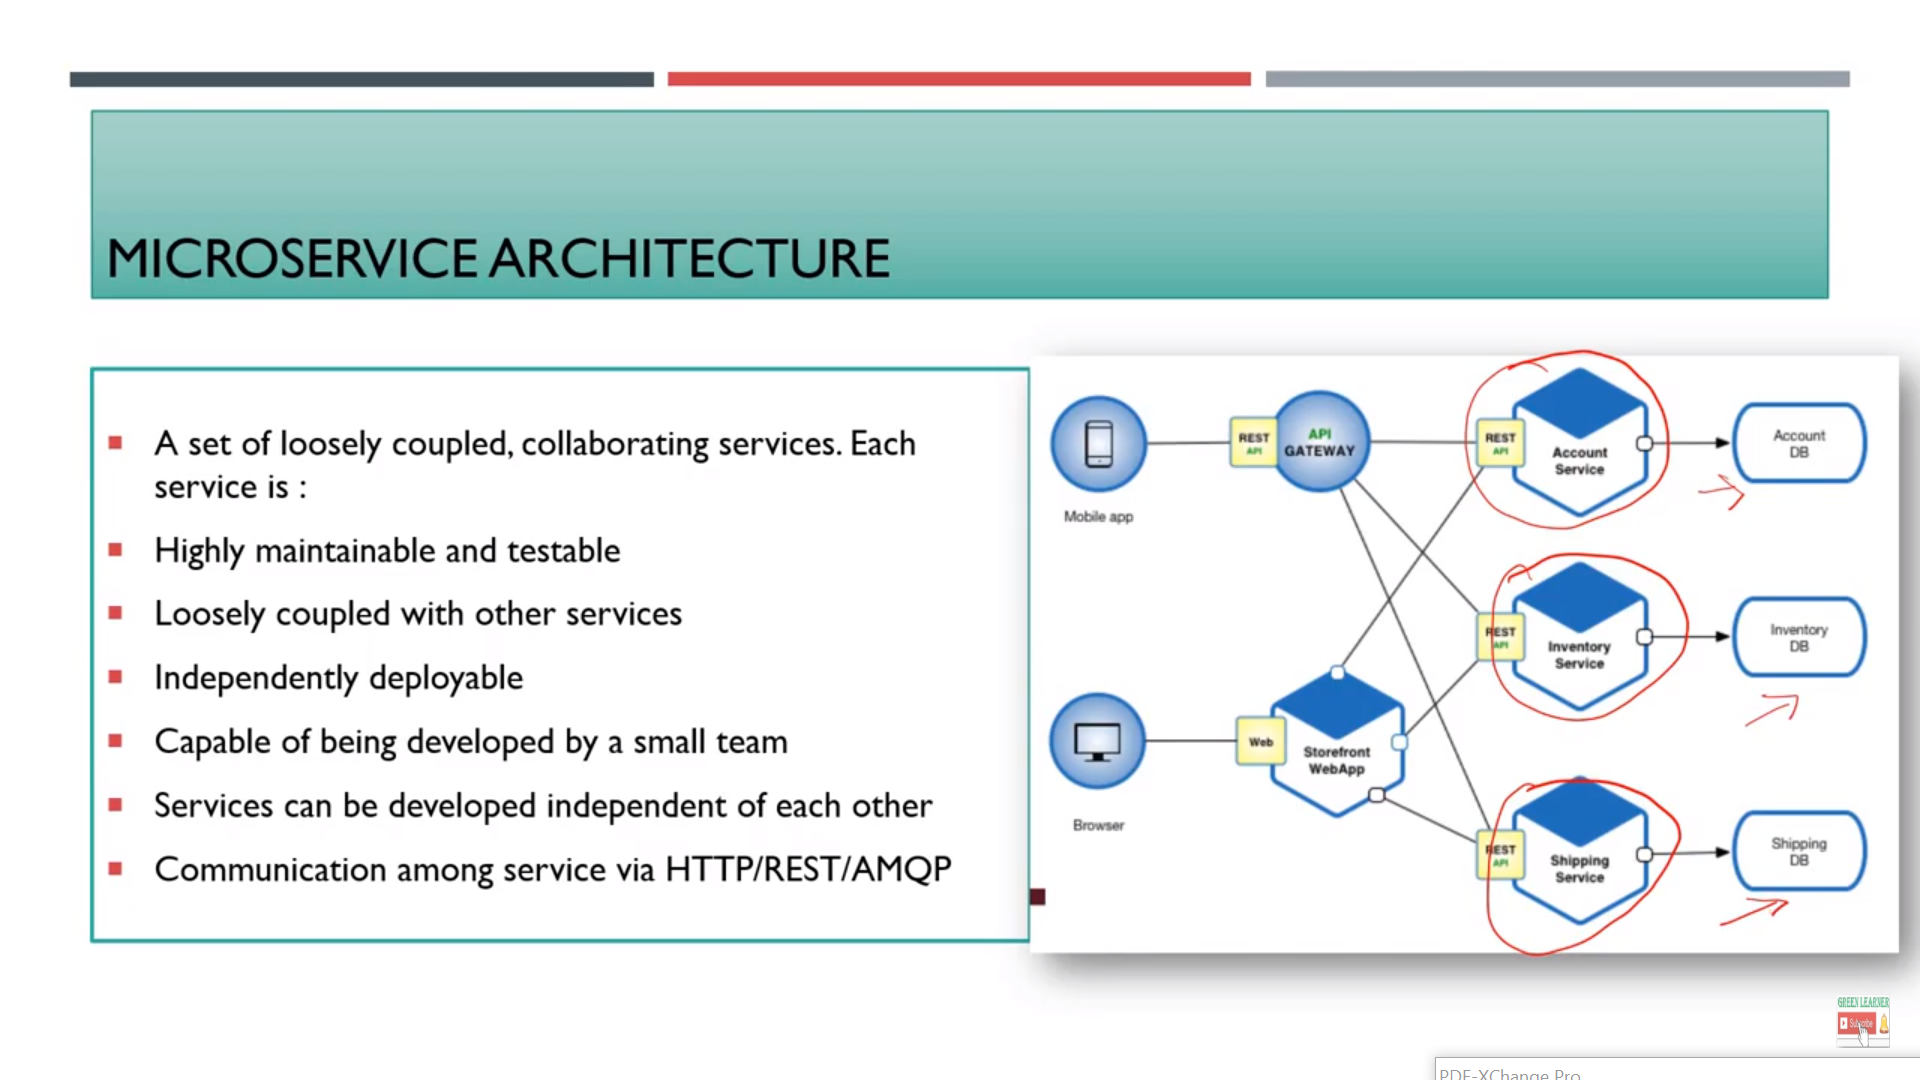 MICROSERVICE ARCHITECTURE
A set of loosely coupled, collaborating services. Each
service is :
Highly maintainable and testable
Loosely coupled with other services
Independently deployable
Capable of being developed by a small team
Services can be developed independent of each other
Communication among service via HTTP/REST/AMQP
Mobile app
REST
API
API
GATEWAY
REST
API
Account
Service
Account
DB
REST
API
Inventory
Service
Inventory
DB
Browser
Web
Storefront
WebApp
REST
API
Shipping
Service
Shipping
DB
GREEN LEARNER
Subscribe
PDF-XChange Pro